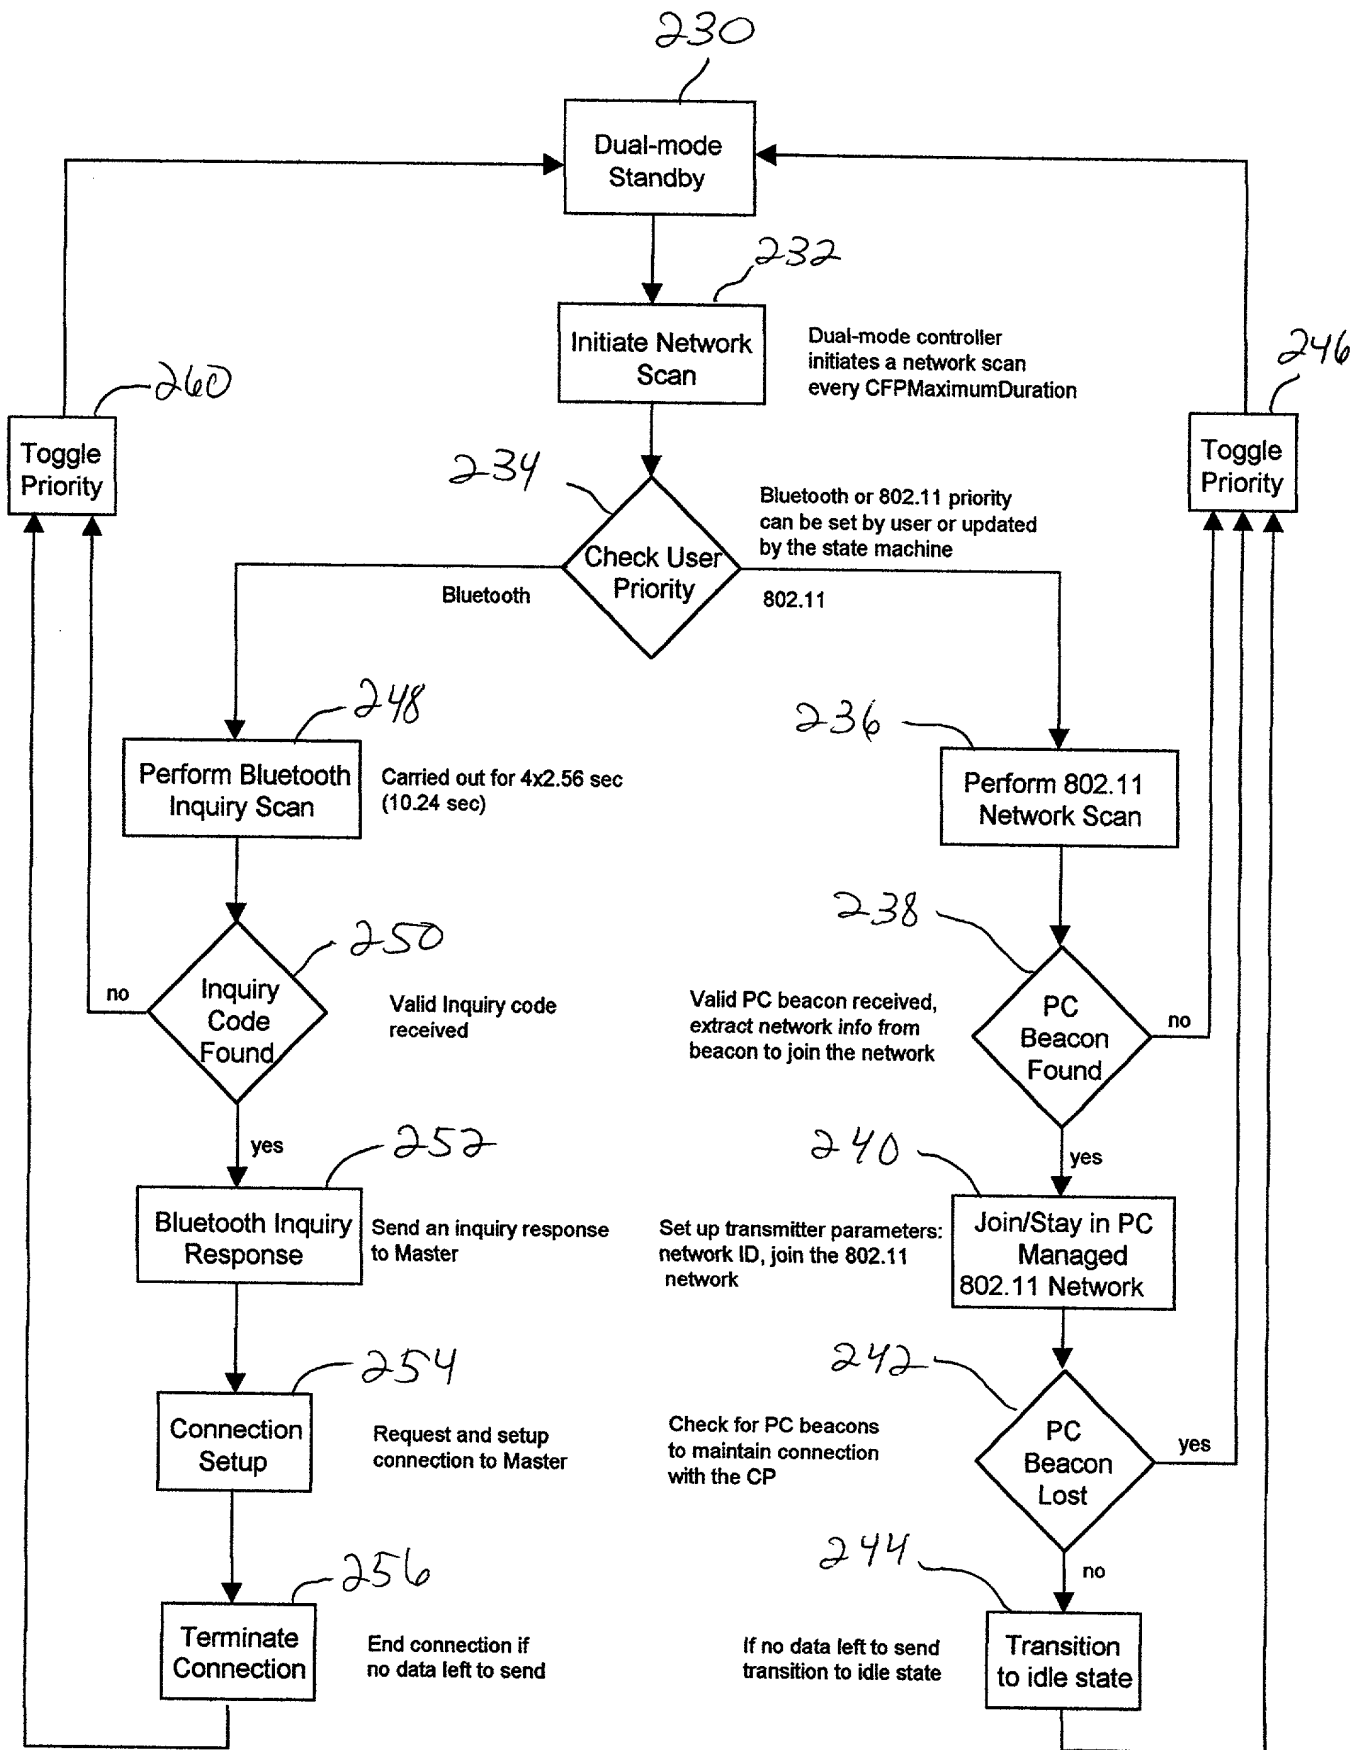 230
Dual-mode
Standby
232
Initiate Network
Scan
Dual-mode controller
initiates a network scan
every CFPMaximumDuration
246
260
Toggle
Priority
Toggle
Priority
234
Bluetooth or 802.11 priority
can be set by user or updated
by the state machine
Check User
Priority
Bluetooth
802.11
248
236
Perform Bluetooth
Inquiry Scan
Carried out for 4x2.56 sec
(10.24 sec)
Perform 802.11
Network Scan
238
250
no
Inquiry
Code
Found
Valid Inquiry code
received
Valid PC beacon received,
extract network info from
beacon to join the network
PC
Beacon
Found
no
yes
252
240
yes
Bluetooth Inquiry
Response
Send an inquiry response
to Master
Set up transmitter parameters:
network ID, join the 802.11
network
Join/Stay in PC
Managed
802.11 Network
254
242
Connection
Setup
Request and setup
connection to Master
Check for PC beacons
to maintain connection
with the CP
PC
Beacon
Lost
yes
256
244
no
Terminate
Connection
End connection if
no data left to send
If no data left to send
transition to idle state
Transition
to idle state